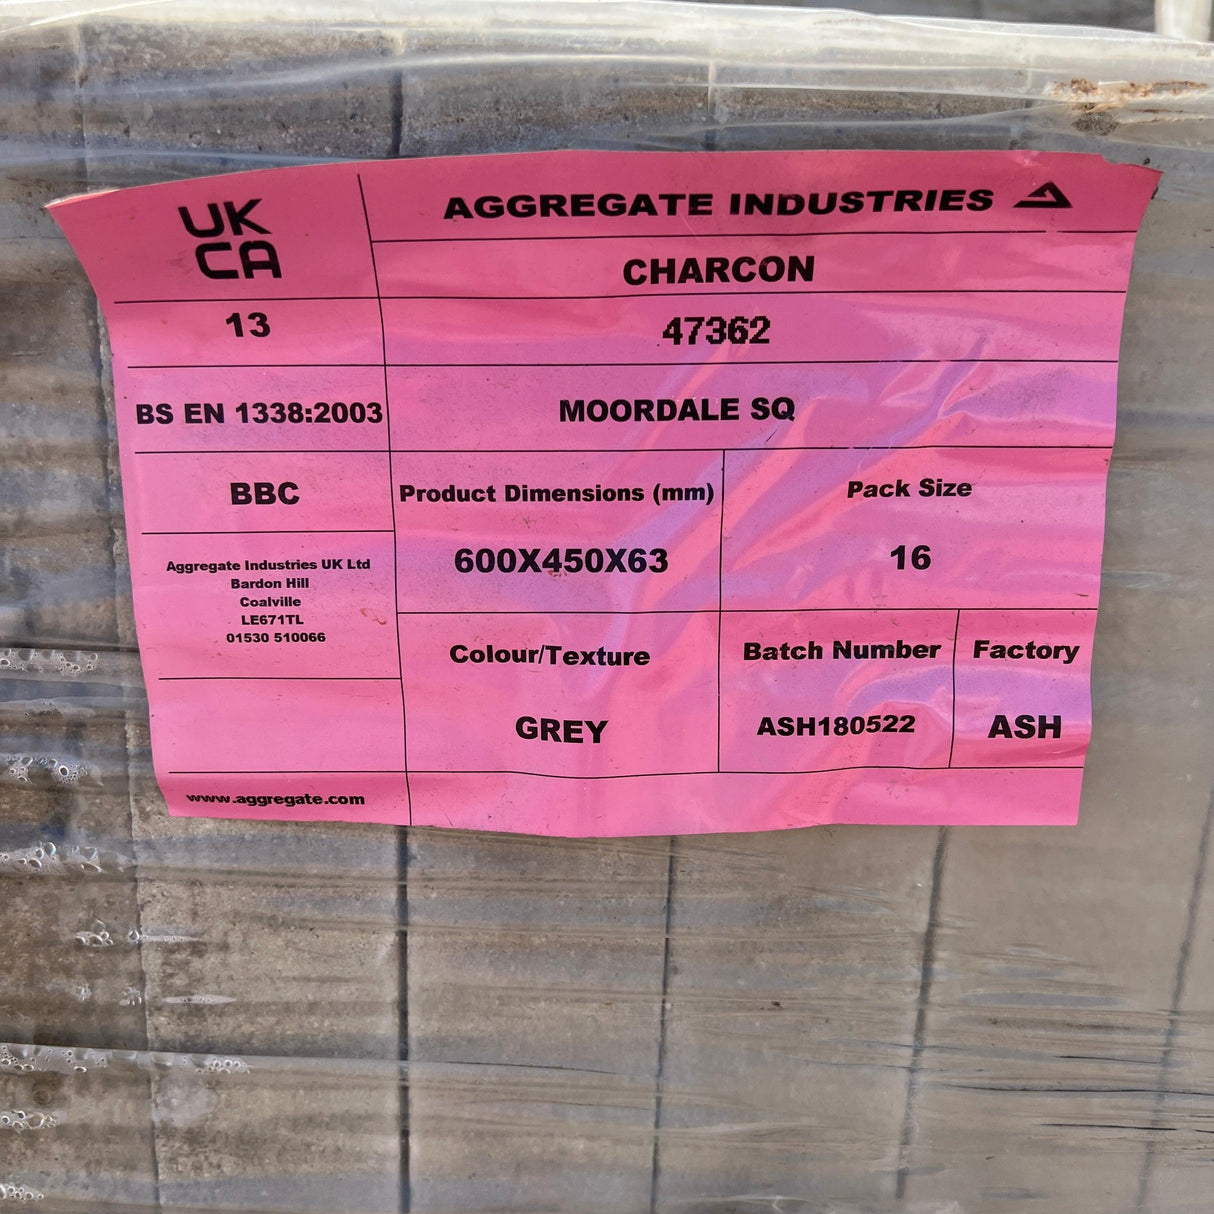 UK
CA
AGGREGATE INDUSTRIES
CHARCON
13
47362
BS EN 1338:2003
MOORDALE SQ
BBC
Product Dimensions (mm)
Pack Size
600X450X63
16
Aggregate Industries UK Ltd
Bardon Hill
Coalville
LE671TL
01530 510066
Colour/Texture
Batch Number
Factory
GREY
ASH180522
ASH
www.aggregate.com